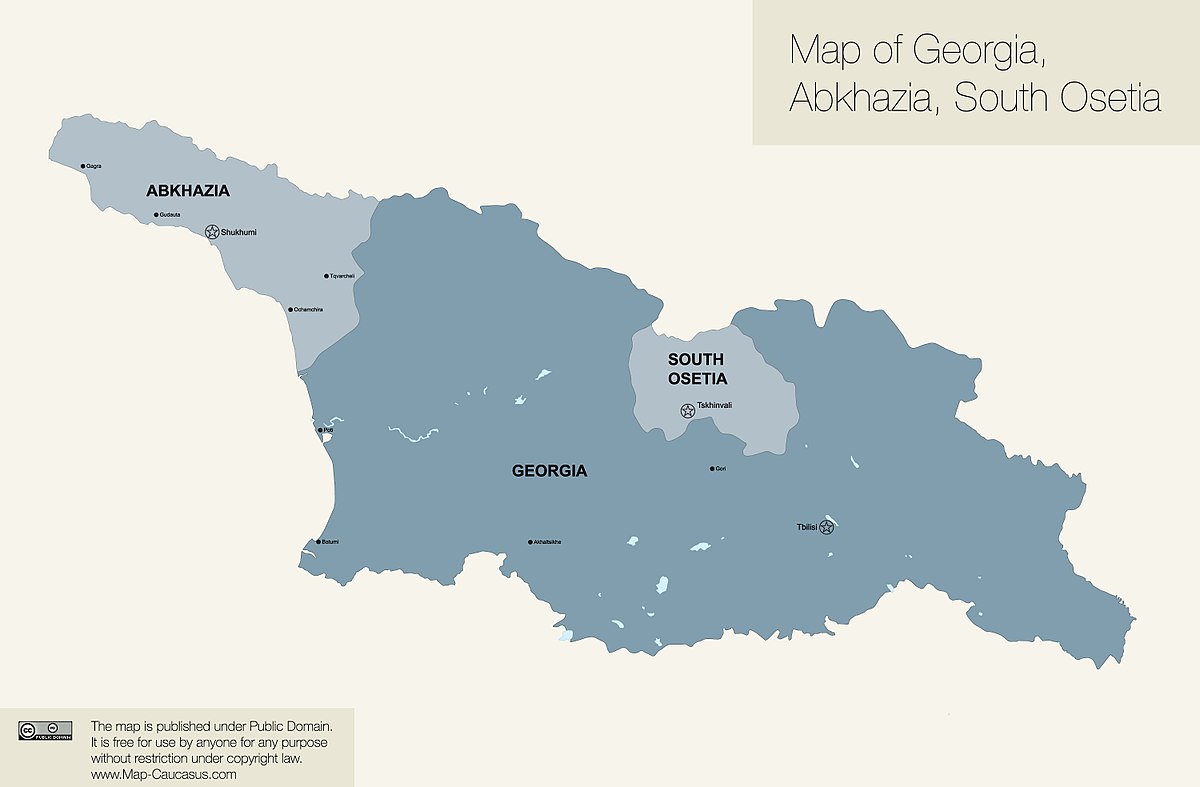 Map of Georgia,
Abkhazia, South Osetia
Gagra
ABKHAZIA
Gudauta
Shukhumi
Tqvarcheli
Ochamchira
SOUTH
OSETIA
Tskhinvali
Poti
GEORGIA
Gori
Tbilisi
Batumi
Akhaltsikhe
The map is published under Public Domain.
It is free for use by anyone for any purpose
without restriction under copyright law.
www.Map-Caucasus.com
cc
cc
PUBLIC DOMAIN